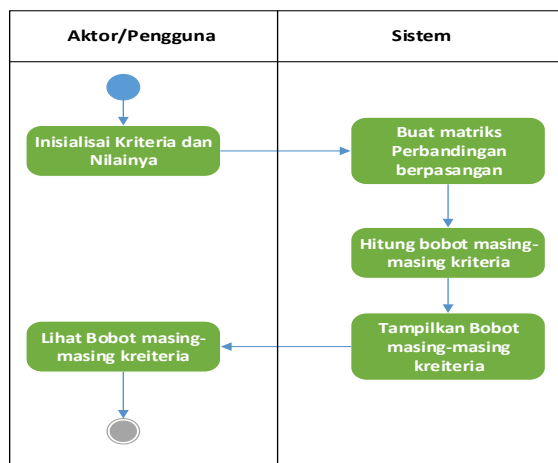 Aktor/Pengguna
Sistem
Inisialisai Kriteria dan
Nilainya
Buat matriks
Perbandingan
berpasangan
Hitung bobot masing-
masing kriteria
Tampilkan Bobot
masing-masing
kreiteria
Lihat Bobot masing-
masing kreiteria